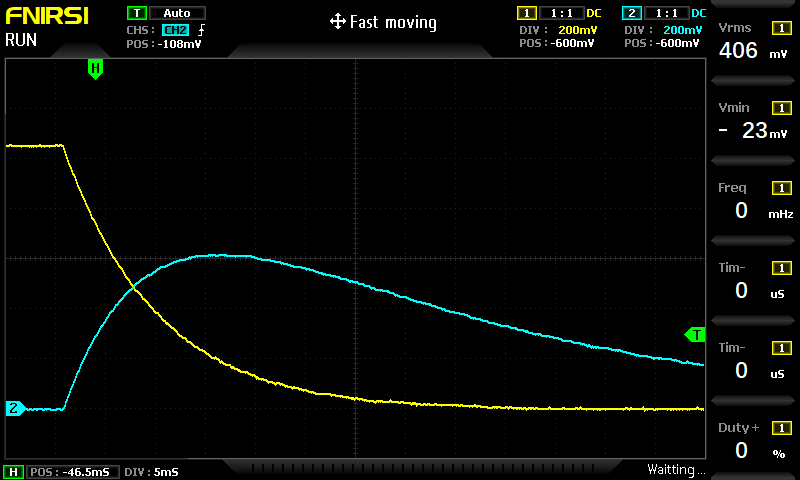 FNIRSI
RUN
T Auto
CHS: CH2
POS: -108mV
Fast moving
1 1:1 DC
DIV: 200mV
POS: -600mV
2 1:1 DC
DIV: 200mV
POS: -600mV
Vrms 1
406 mV
Vmin 1
- 23 mV
Freq 1
0 mHz
Tim- 1
0 uS
Tim- 1
0 uS
Duty+ 1
0 %
H
T
2
H POS: -46.5mS DIV: 5mS
Waitting...